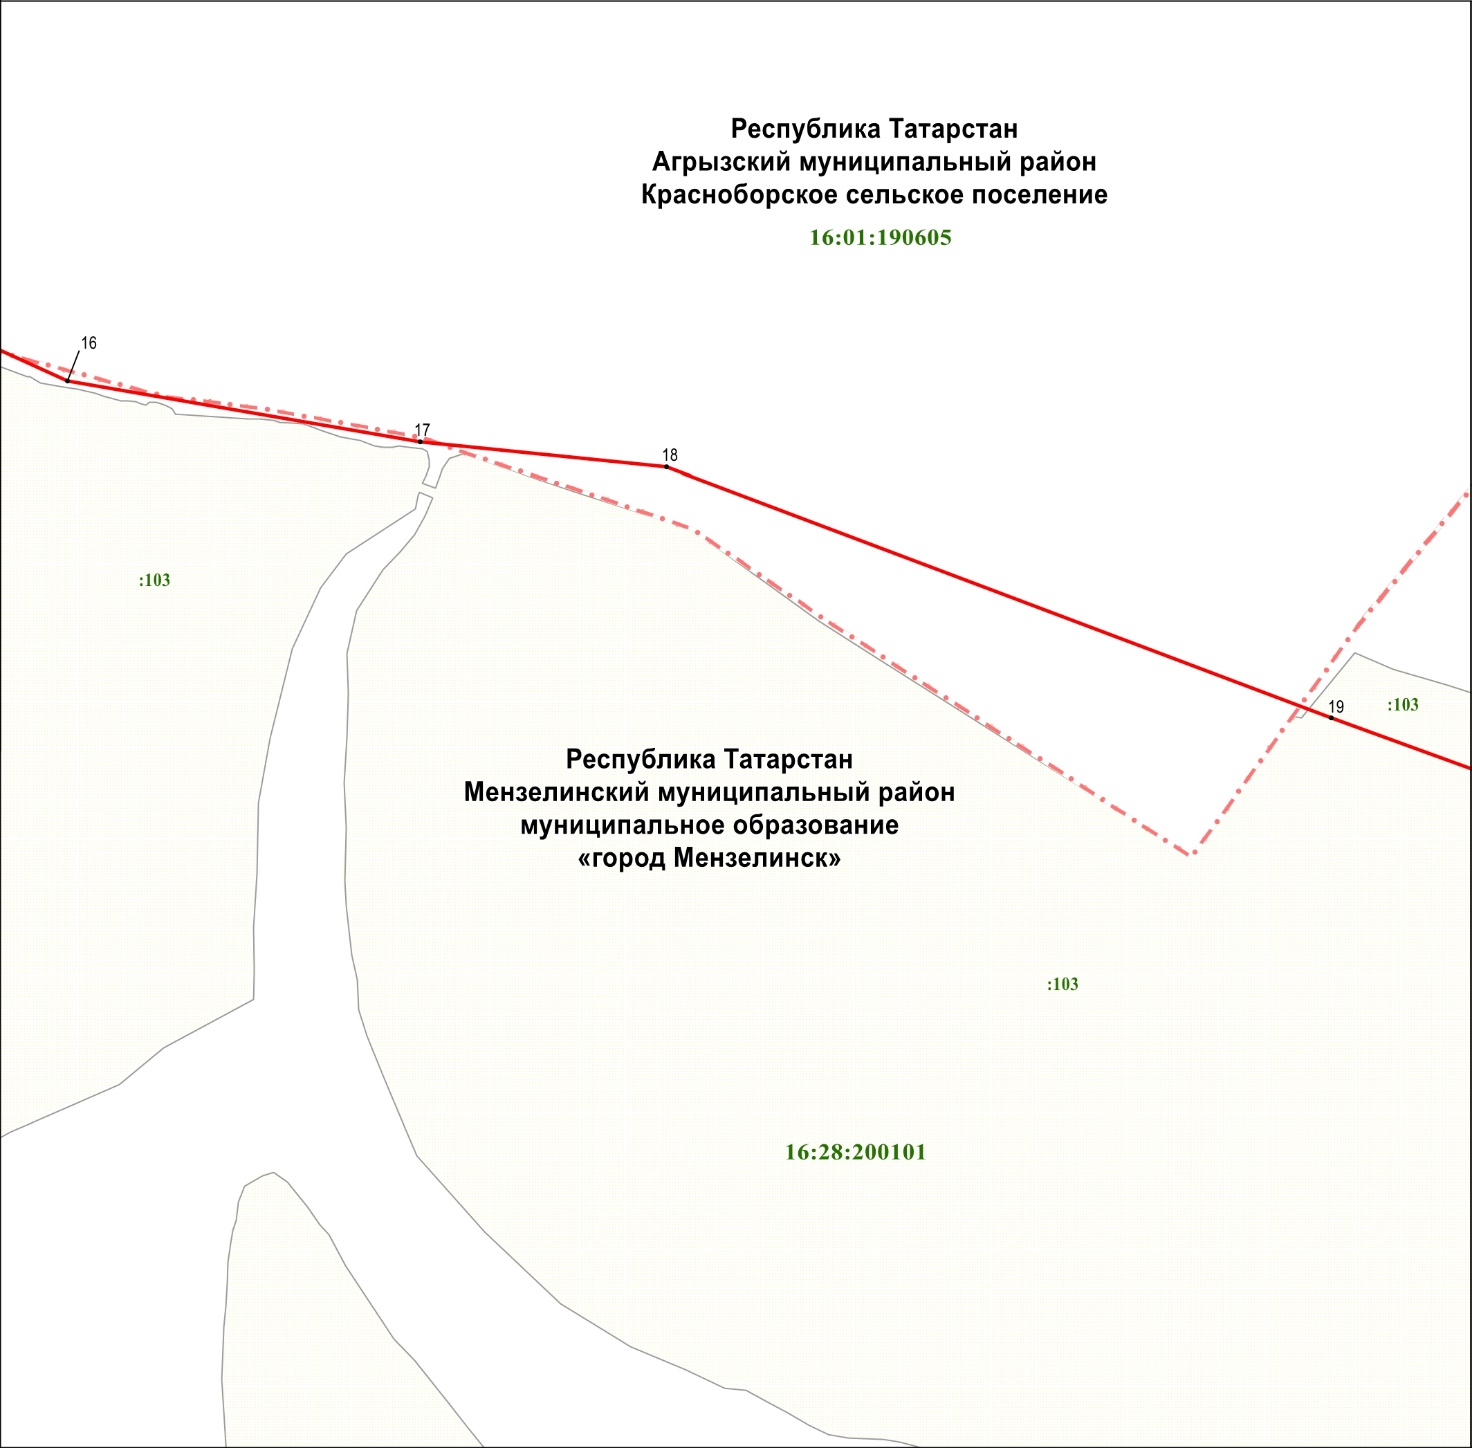 Республика Татарстан
Агрызский муниципальный район
Красноборское сельское поселение
16:01:190605
16
17
18
:103
19
:103
Республика Татарстан
Мензелинский муниципальный район
муниципальное образование
«город Мензелинск»
:103
16:28:200101